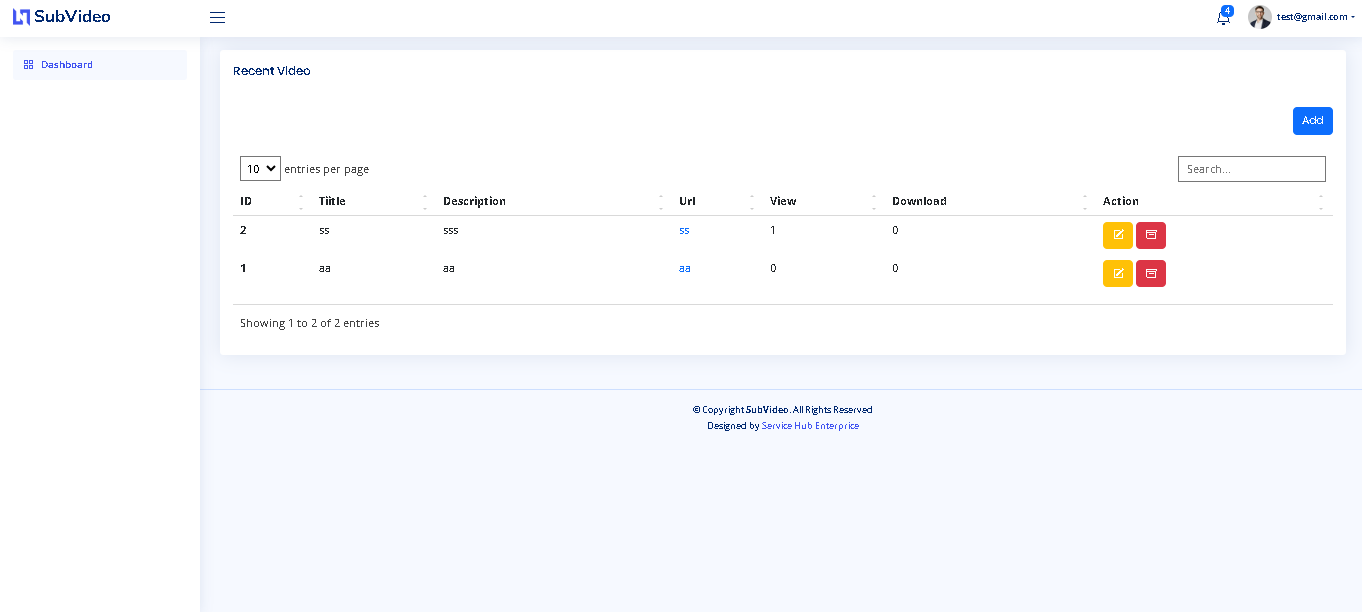 SubVideo
4
test@gmail.com
Dashboard
Recent Video
Add
10 entries per page
Search...
ID Tiitle Description Url View Download Action
2 ss sss ss 1 0
1 aa aa aa 0 0
Showing 1 to 2 of 2 entries
© Copyright SubVideo. All Rights Reserved
Designed by Service Hub Enterprice